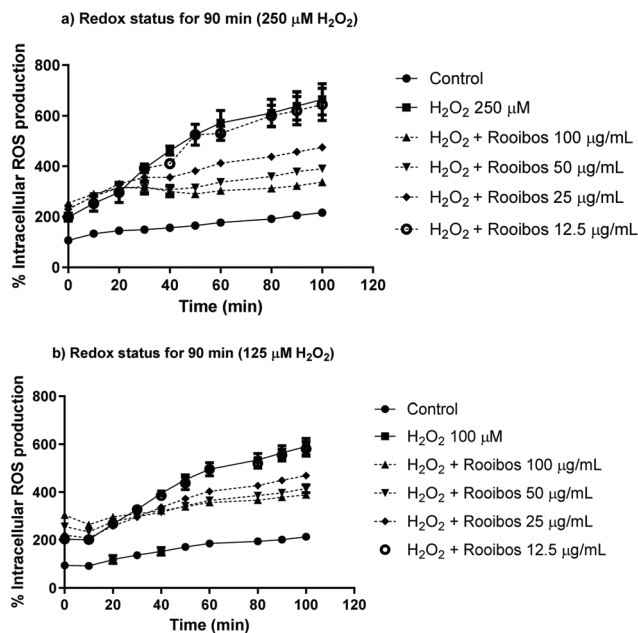 a) Redox status for 90 min (250 μM H₂O₂)
% Intracellular ROS production
800
600
400
200
0
0 20 40 60 80 100 120
Time (min)
Control
H₂O₂ 250 μM
H₂O₂ + Rooibos 100 μg/mL
H₂O₂ + Rooibos 50 μg/mL
H₂O₂ + Rooibos 25 μg/mL
H₂O₂ + Rooibos 12.5 μg/mL
b) Redox status for 90 min (125 μM H₂O₂)
% Intracellular ROS production
800
600
400
200
0
0 20 40 60 80 100 120
Time (min)
Control
H₂O₂ 100 μM
H₂O₂ + Rooibos 100 μg/mL
H₂O₂ + Rooibos 50 μg/mL
H₂O₂ + Rooibos 25 μg/mL
H₂O₂ + Rooibos 12.5 μg/mL